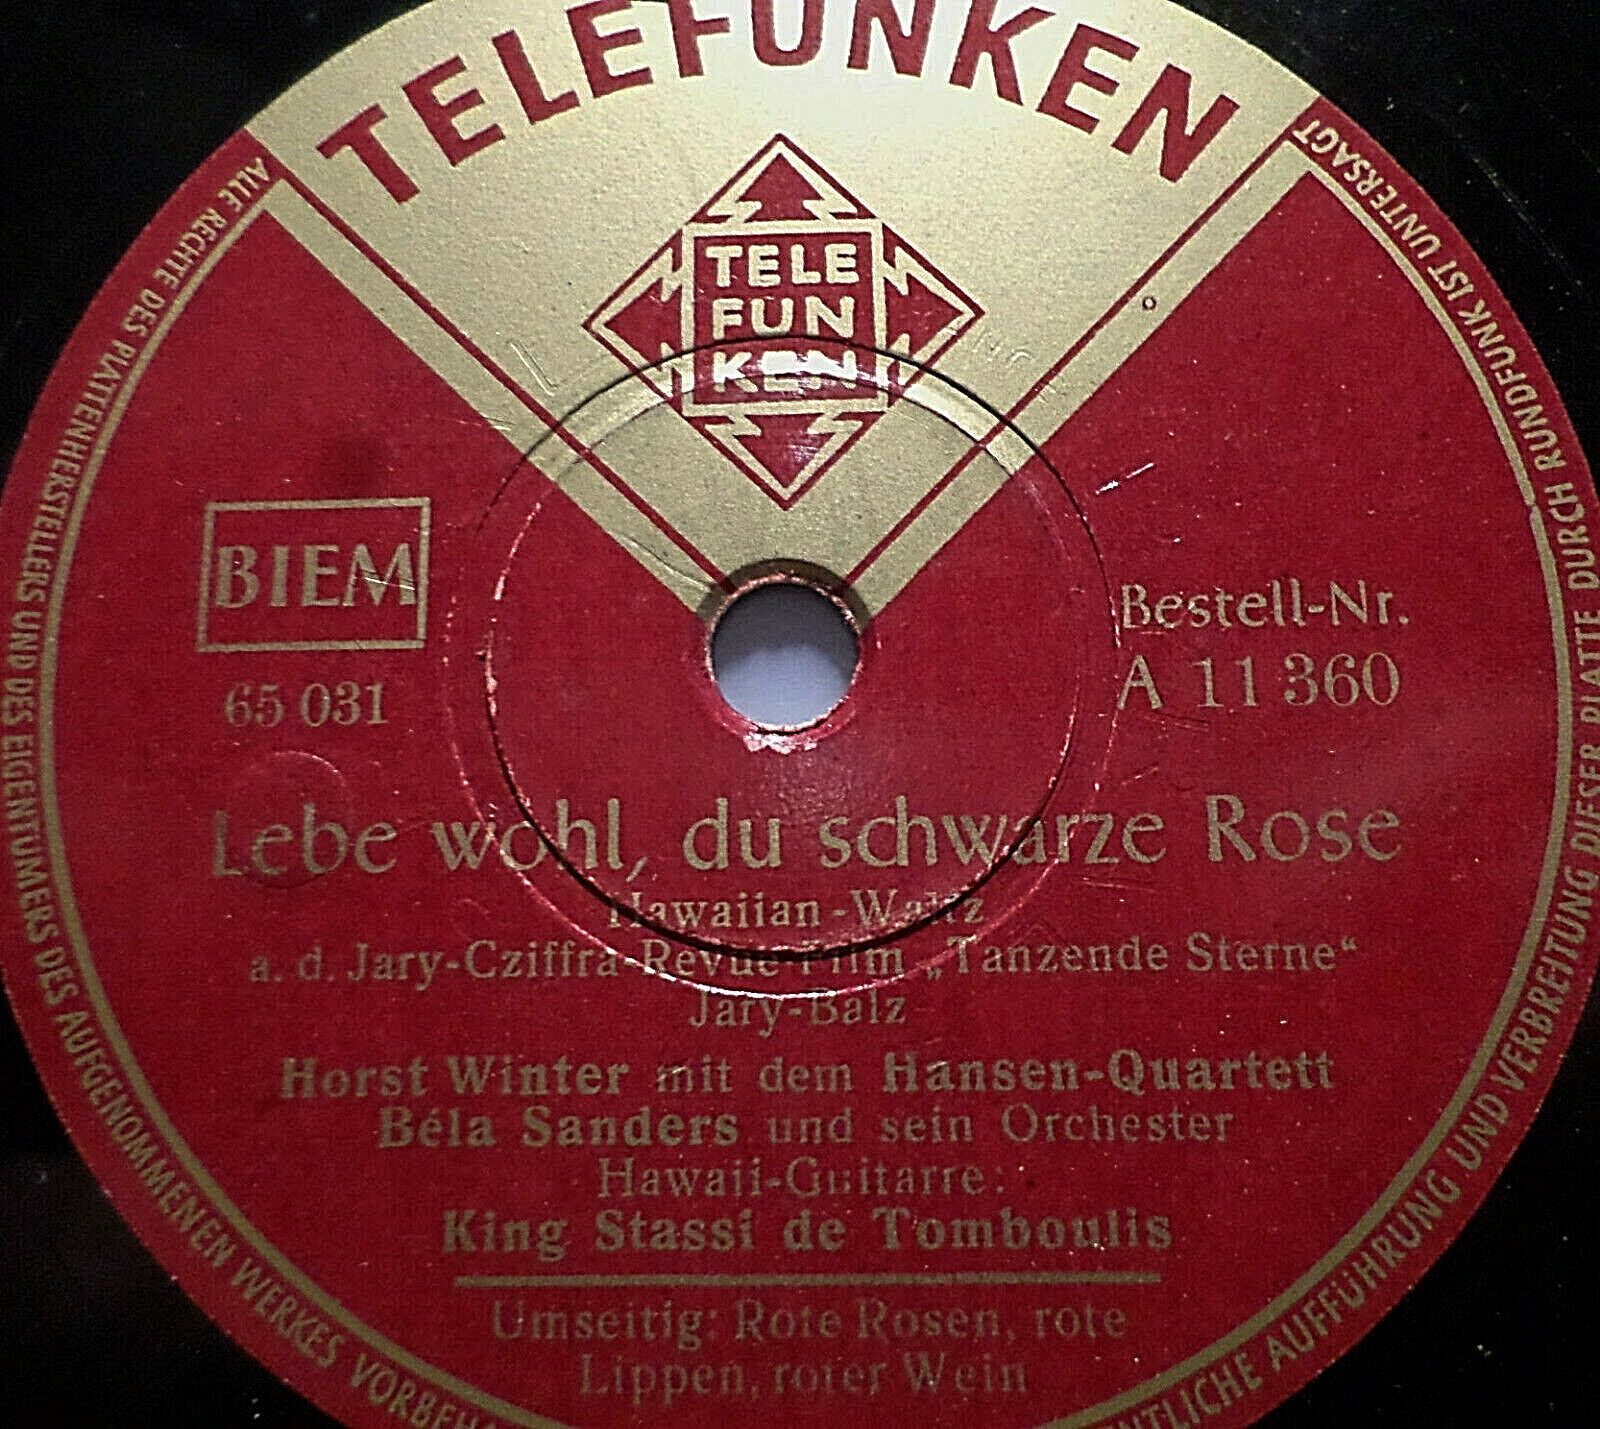 TELEFUNKEN
TELE
FUN
KEN
BIEM
65 031
Bestell-Nr.
A 11 360
Lebe wohl, du schwarze Rose
Hawaiian-Waltz
a. d. Jary-Cziffra-Revue-Film „Tanzende Sterne“
Jary-Balz
Horst Winter mit dem Hansen-Quartett
Béla Sanders und sein Orchester
Hawaii-Guitarre:
King Stassi de Tomboulis
Umseitig: Rote Rosen, rote
Lippen, roter Wein
ALLE RECHTE DES PLATTENHERSTELLERS UND DES EIGENTÜMERS DES AUFGENOMMENEN WERKES VORBEHA
NTLICHE AUFFÜHRUNG UND VERBREITUNG DIESER PLATTE DURCH RUNDFUNK IST UNTERSAGT